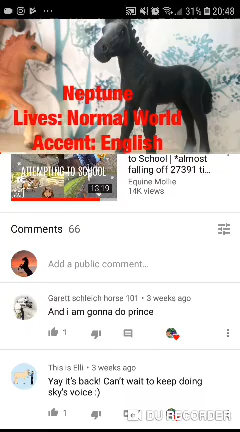 31% 20:48
Neptune
Lives: Normal World
Accent: English
to School | *almost
falling off 27391 ti...
ATTEMPTING TO SCHOOL
Equine Mollie
14K views
13:19
Comments 66
Add a public comment...
Garett schleich horse 101 • 3 weeks ago
And i am gonna do prince
1
This is Elli • 3 weeks ago
Yay it's back! Can't wait to keep doing
sky's voice :)
1
DU RECORDER